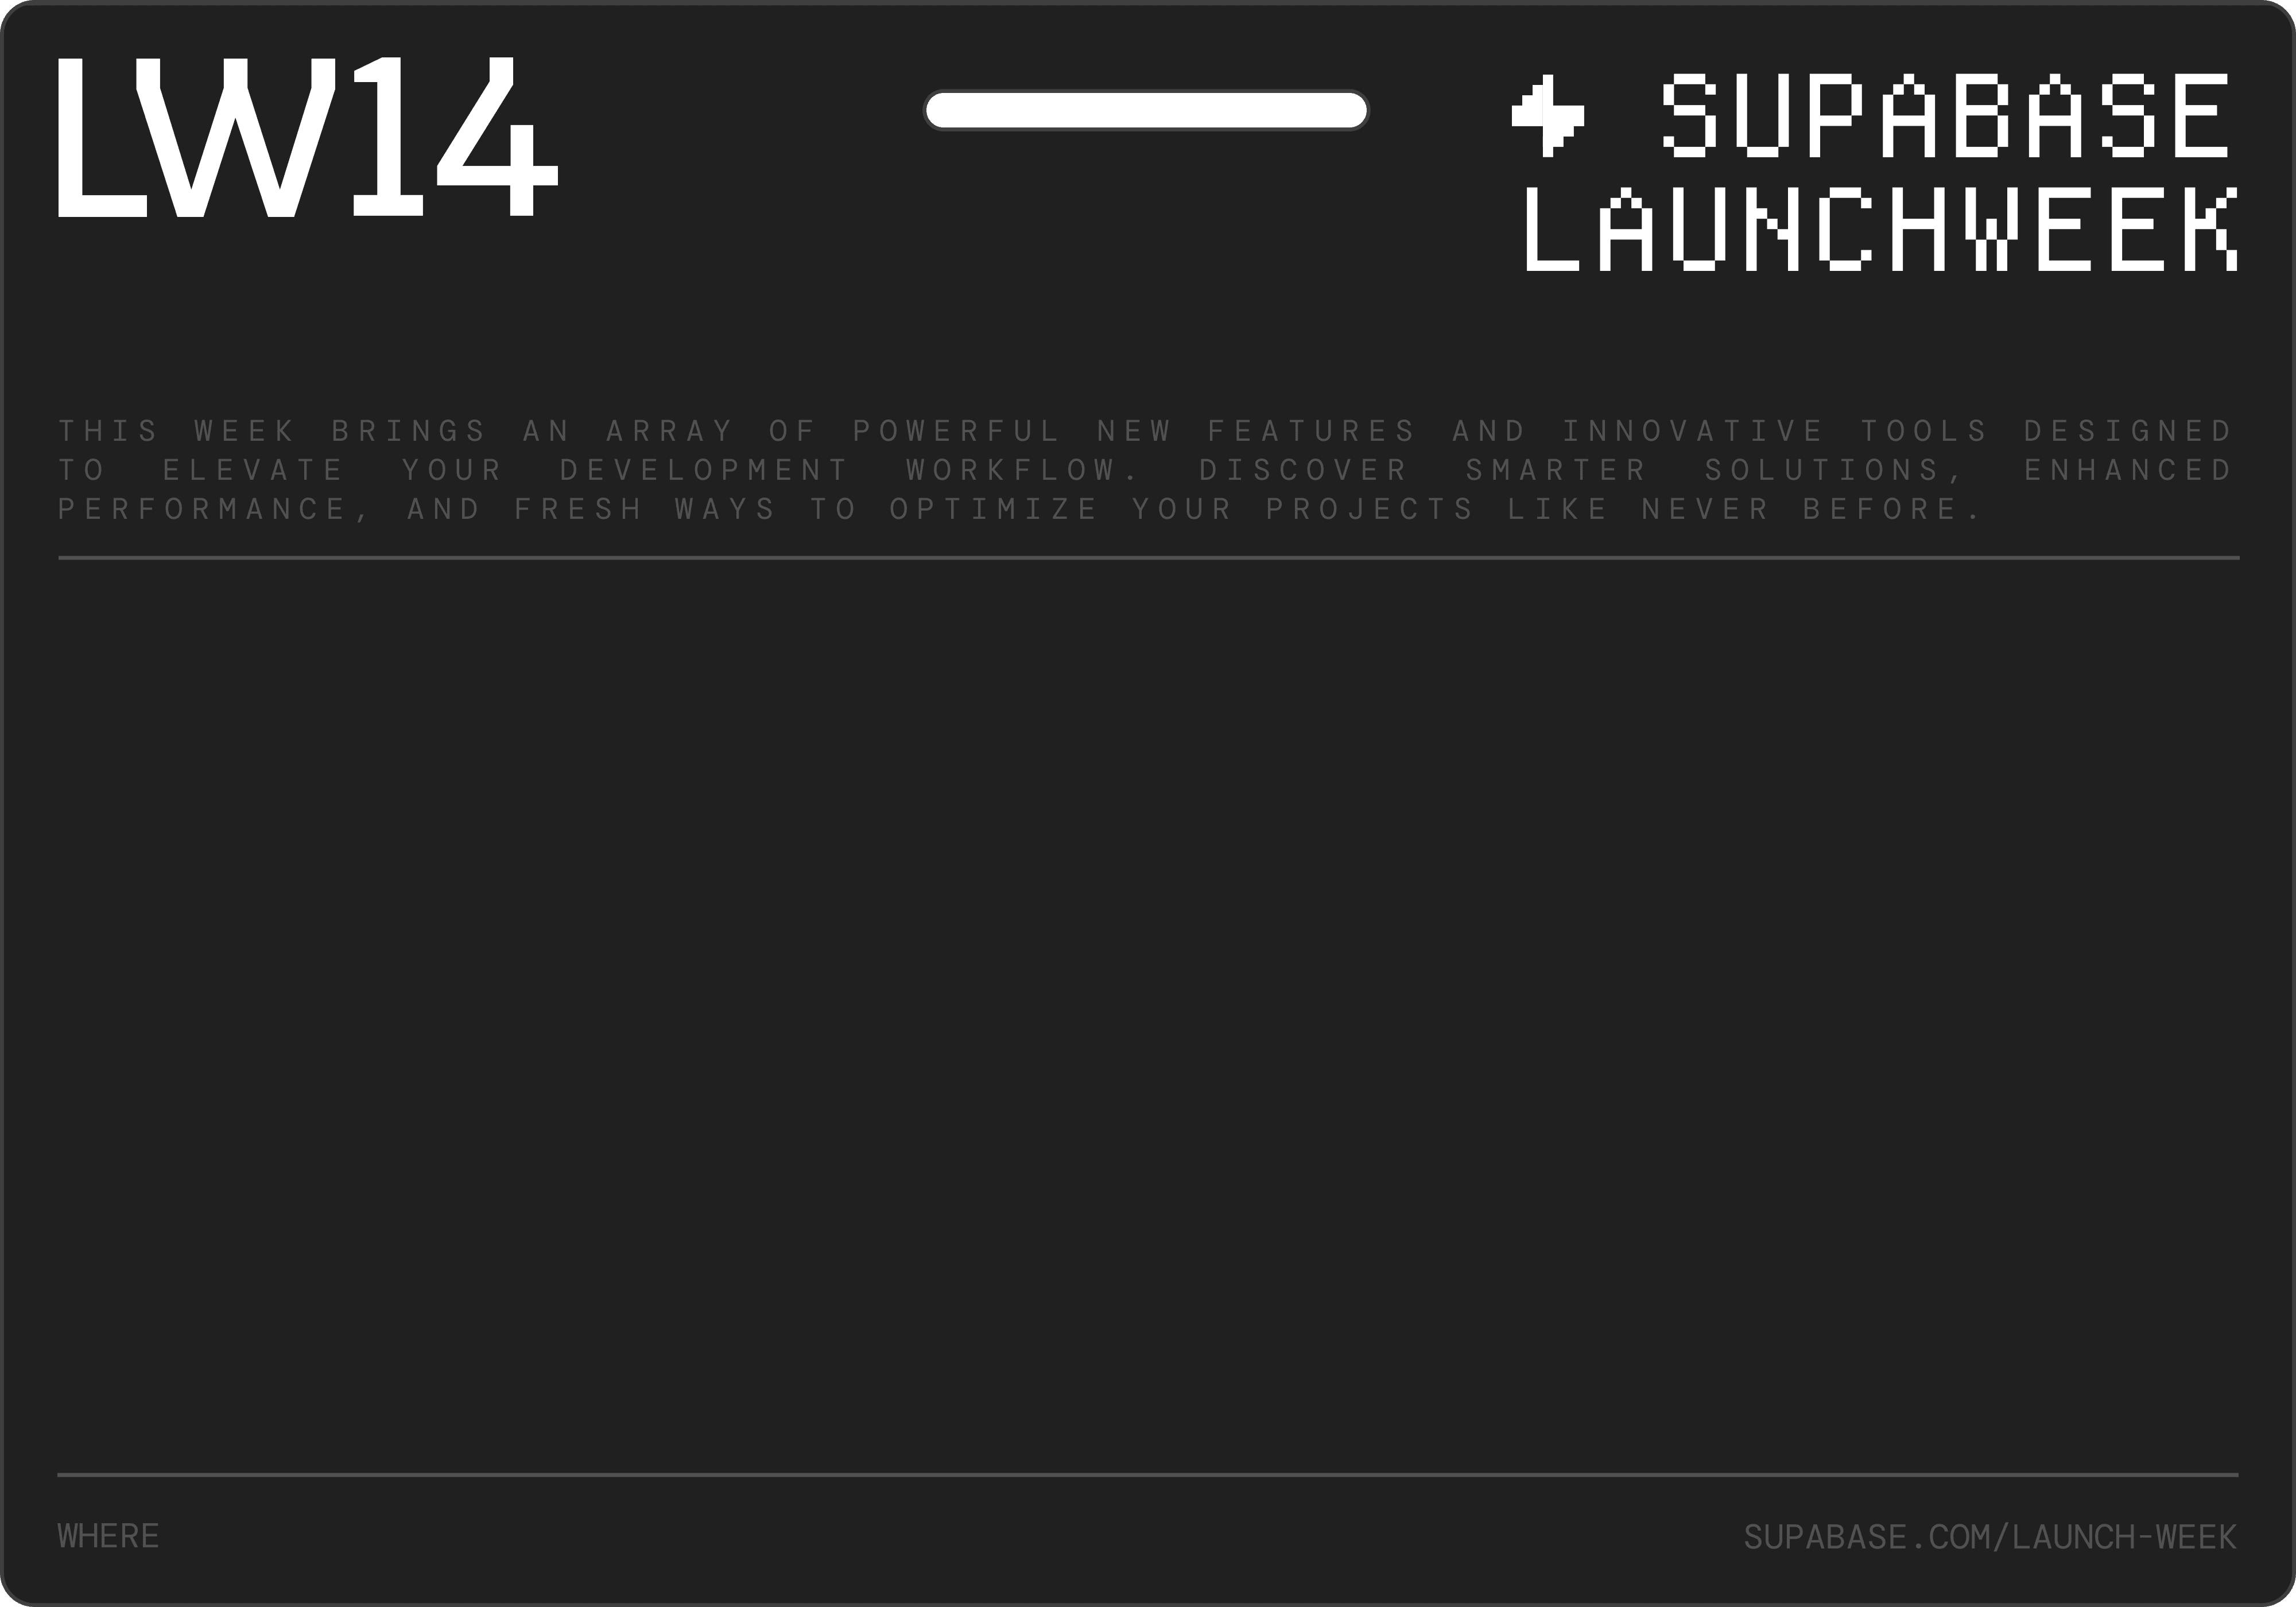 LW14
SUPABASE
LAUNCHWEEK
THIS WEEK BRINGS AN ARRAY OF POWERFUL NEW FEATURES AND INNOVATIVE TOOLS DESIGNED
TO ELEVATE YOUR DEVELOPMENT WORKFLOW. DISCOVER SMARTER SOLUTIONS, ENHANCED
PERFORMANCE, AND FRESH WAYS TO OPTIMIZE YOUR PROJECTS LIKE NEVER BEFORE.
WHERE
SUPABASE.COM/LAUNCH-WEEK